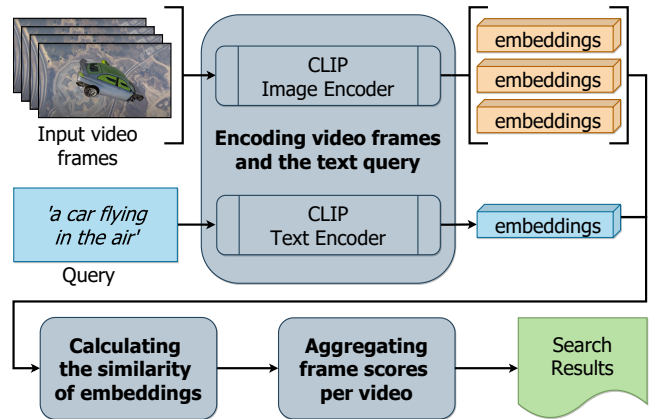 Input video
frames
CLIP
Image Encoder
embeddings
embeddings
embeddings
Encoding video frames
and the text query
'a car flying
in the air'
Query
CLIP
Text Encoder
embeddings
Calculating
the similarity
of embeddings
Aggregating
frame scores
per video
Search
Results